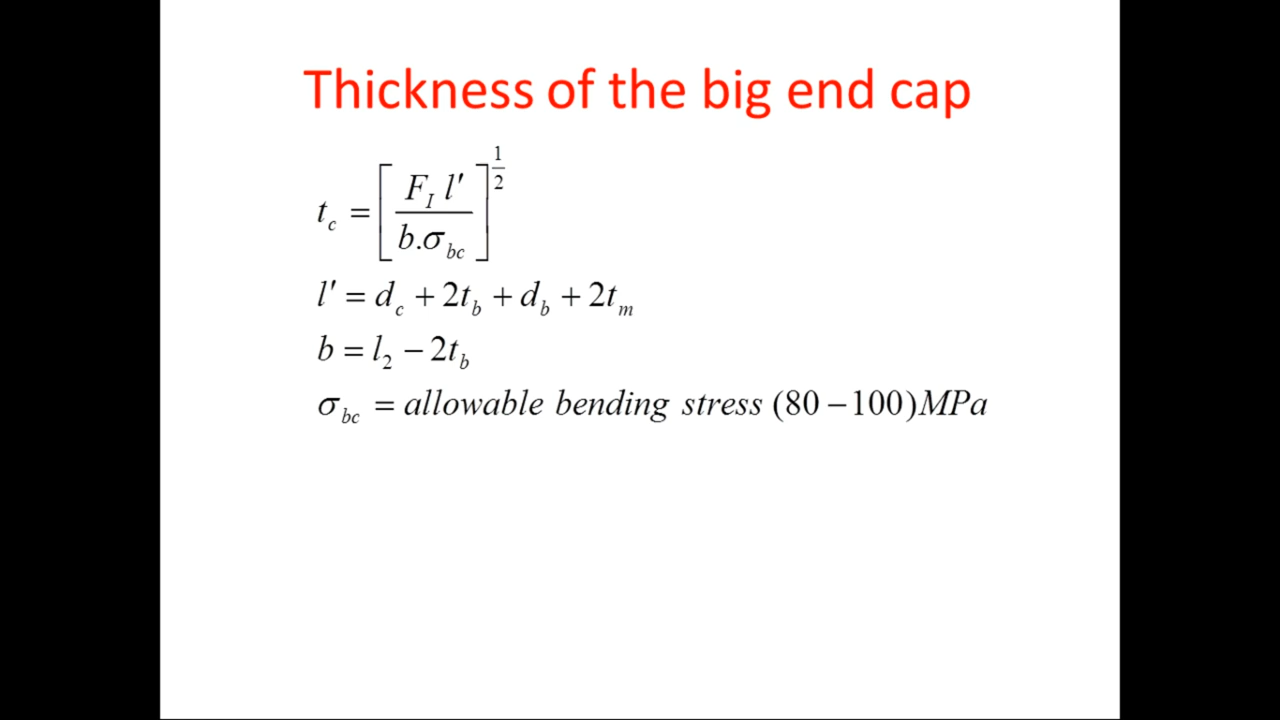 Thickness of the big end cap
t_c = [ F_I l′ / b.σ_bc ]^(1/2)
l′ = d_c + 2t_b + d_b + 2t_m
b = l_2 − 2t_b
σ_bc = allowable bending stress (80 − 100)MPa